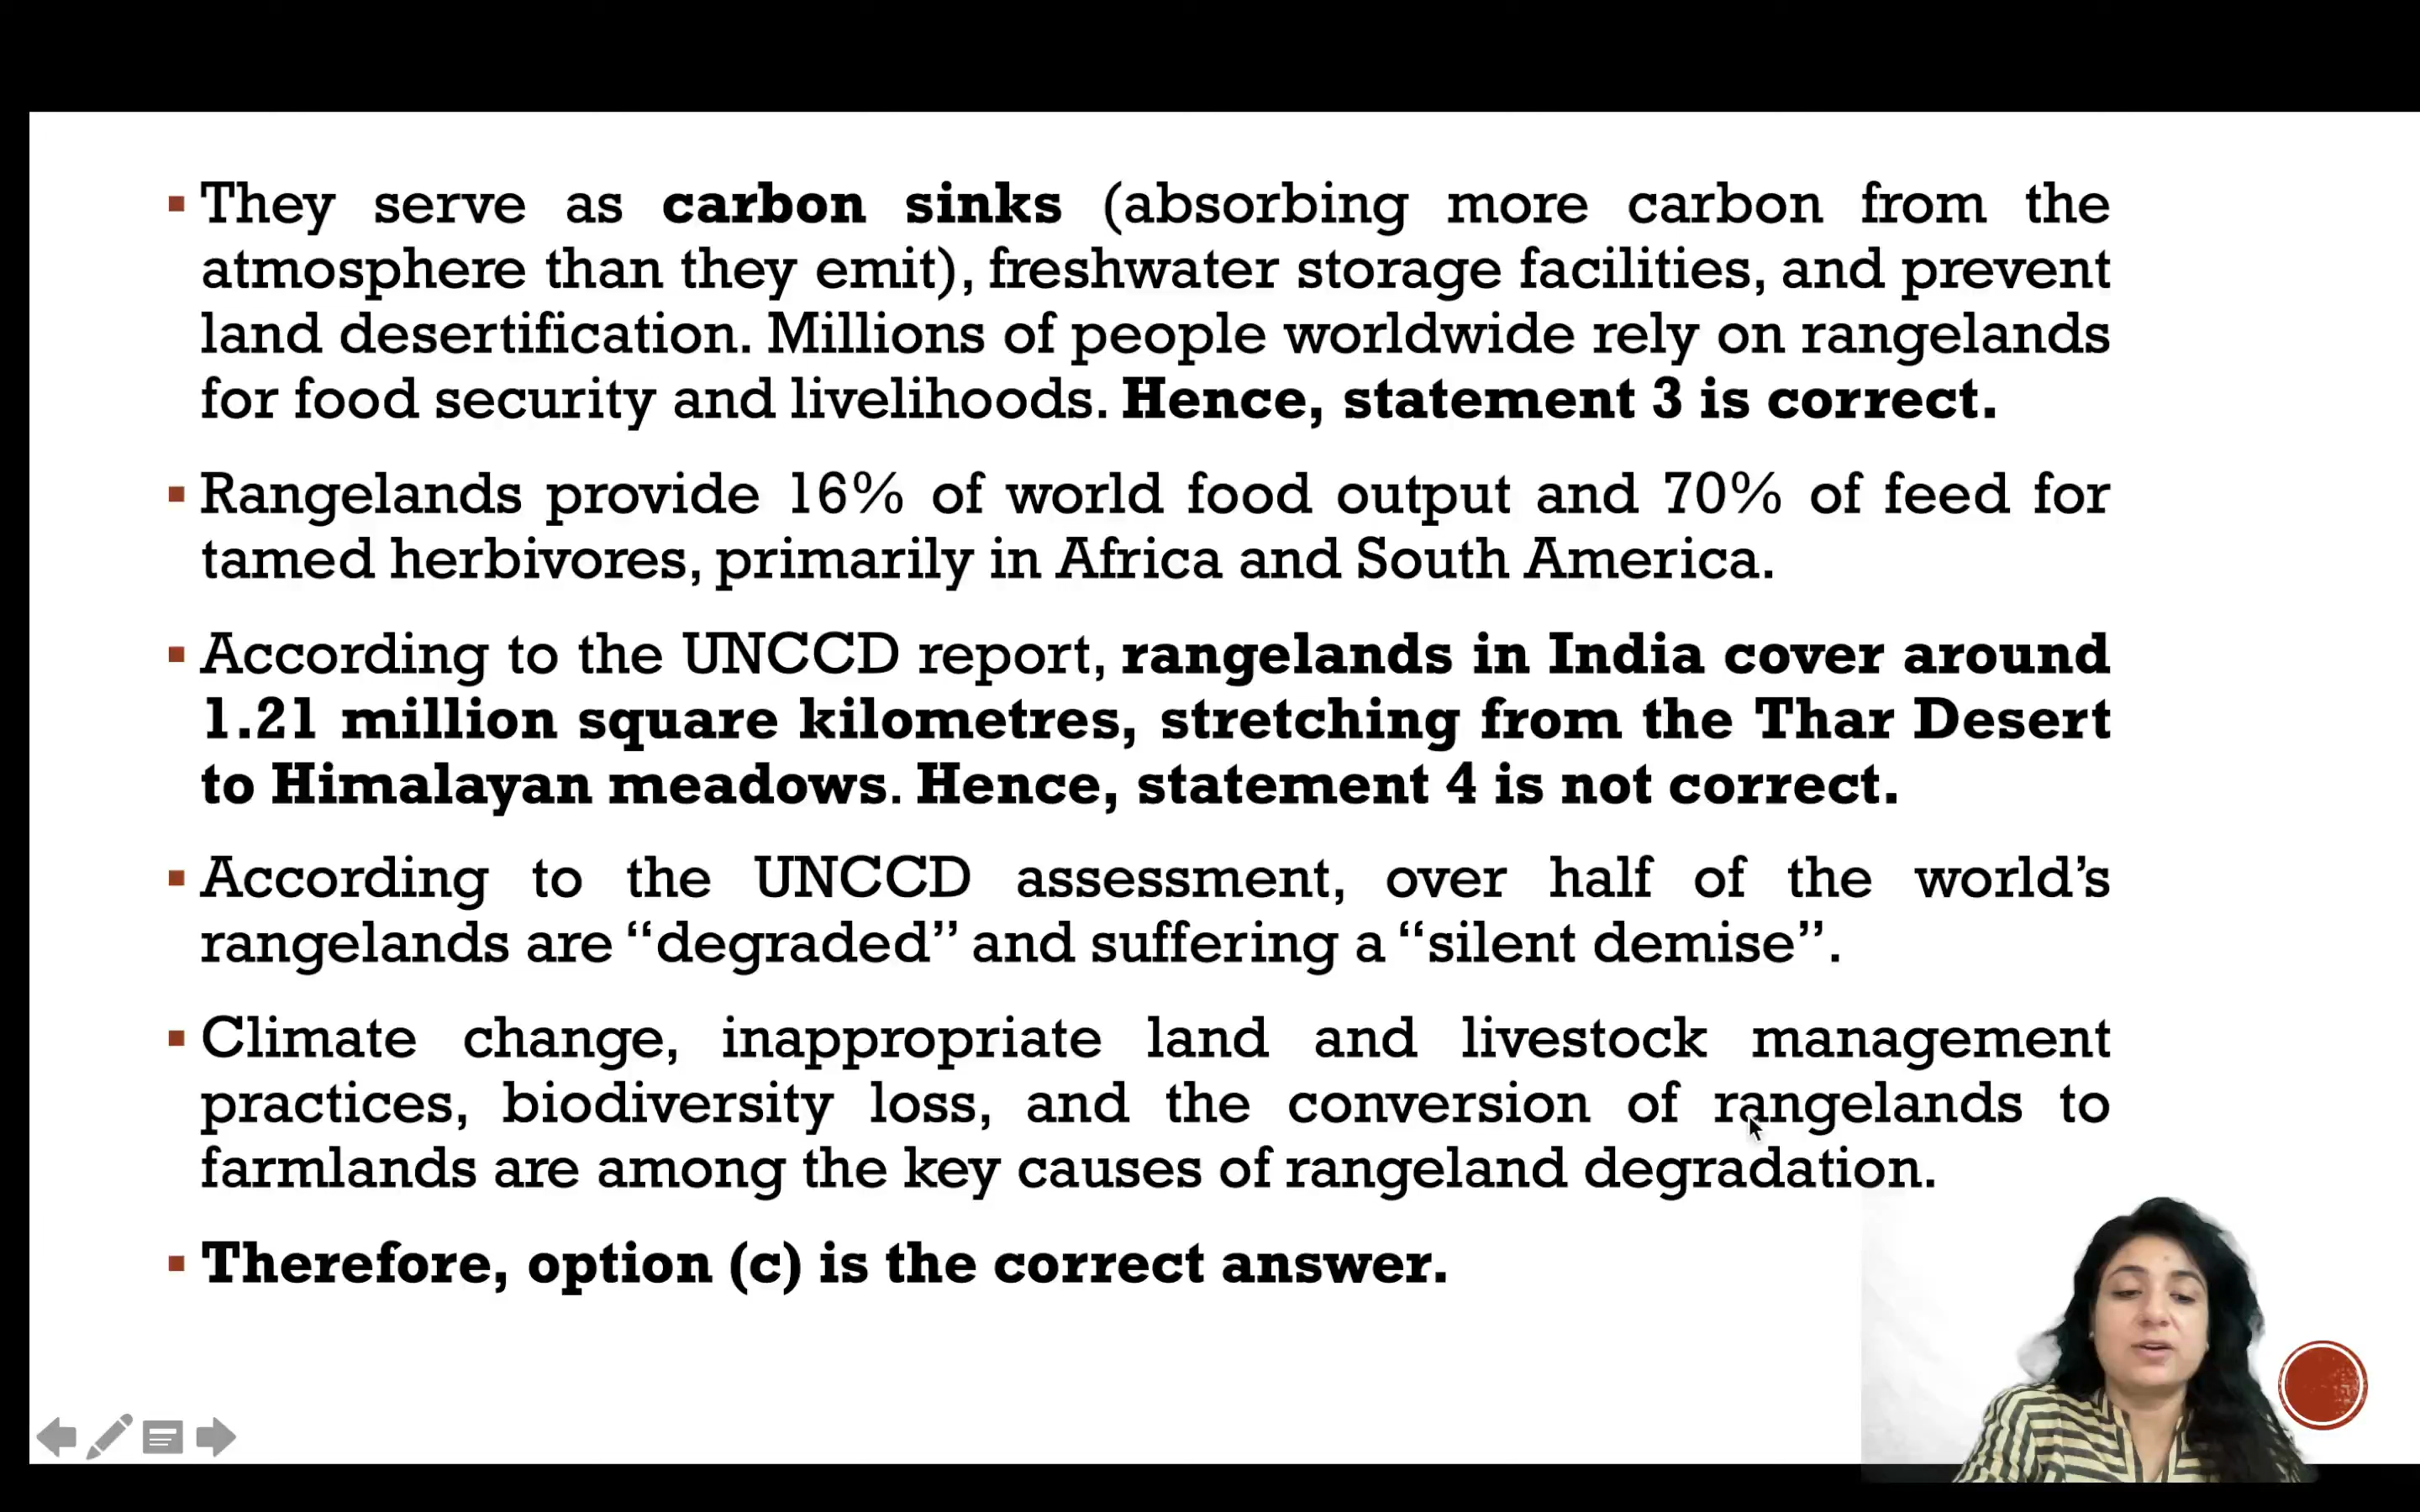 They serve as carbon sinks (absorbing more carbon from the
atmosphere than they emit), freshwater storage facilities, and prevent
land desertification. Millions of people worldwide rely on rangelands
for food security and livelihoods. Hence, statement 3 is correct.
Rangelands provide 16% of world food output and 70% of feed for
tamed herbivores, primarily in Africa and South America.
According to the UNCCD report, rangelands in India cover around
1.21 million square kilometres, stretching from the Thar Desert
to Himalayan meadows. Hence, statement 4 is not correct.
According to the UNCCD assessment, over half of the world’s
rangelands are “degraded” and suffering a “silent demise”.
Climate change, inappropriate land and livestock management
practices, biodiversity loss, and the conversion of rangelands to
farmlands are among the key causes of rangeland degradation.
Therefore, option (c) is the correct answer.